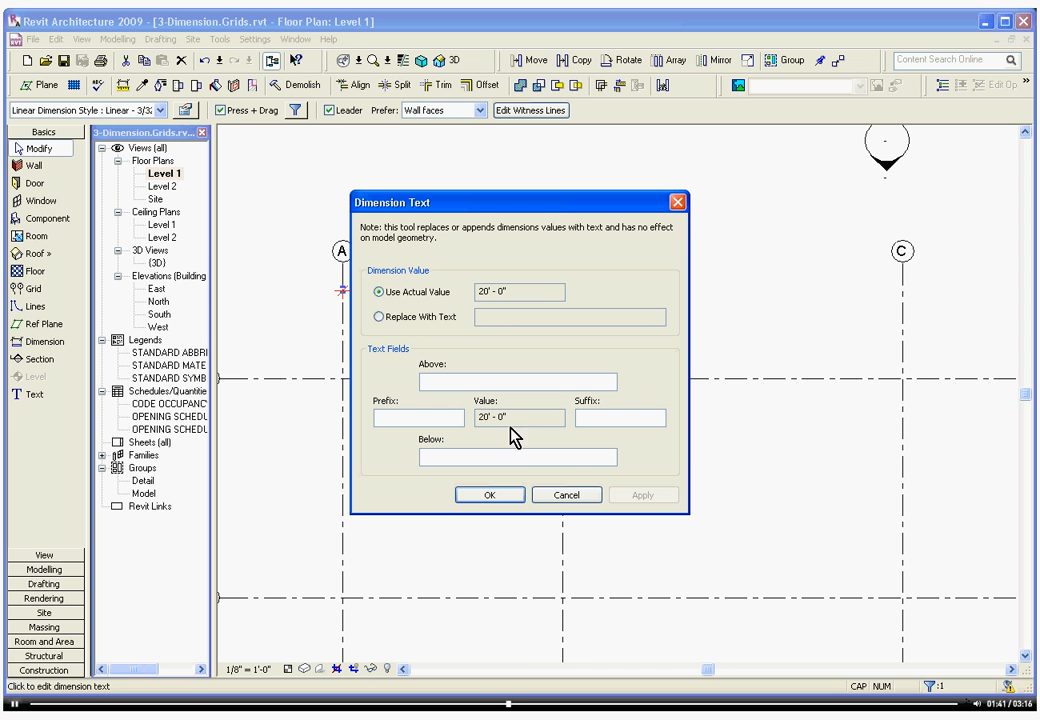 Revit Architecture 2009 - [3-Dimension.Grids.rvt - Floor Plan: Level 1]
File Edit View Modelling Drafting Site Tools Settings Window Help
3D Move Copy Rotate Array Mirror Group Content Search Online
Plane Demolish Align Split Trim Offset Edit Op
Linear Dimension Style : Linear - 3/32 Press + Drag Leader Prefer: Wall faces Edit Witness Lines
Basics
Modify
Wall
Door
Window
Component
Room
Roof »
Floor
Grid
Lines
Ref Plane
Dimension
Section
Level
Text
View
Modelling
Drafting
Rendering
Site
Massing
Room and Area
Structural
Construction
3-Dimension.Grids.rv...
Views (all)
Floor Plans
Level 1
Level 2
Site
Ceiling Plans
Level 1
Level 2
3D Views
{3D}
Elevations (Building
East
North
South
West
Legends
STANDARD ABBRI
STANDARD MATE
STANDARD SYMB
Schedules/Quantitie
CODE OCCUPANC
OPENING SCHEDU
OPENING SCHEDU
Sheets (all)
Families
Groups
Detail
Model
Revit Links
A
C
Dimension Text
Note: this tool replaces or appends dimensions values with text and has no effect
on model geometry.
Dimension Value
Use Actual Value 20' - 0"
Replace With Text
Text Fields
Above:
Prefix: Value: Suffix:
20' - 0"
Below:
OK Cancel Apply
1/8" = 1'-0"
Click to edit dimension text CAP NUM :1
01:41 / 03:16